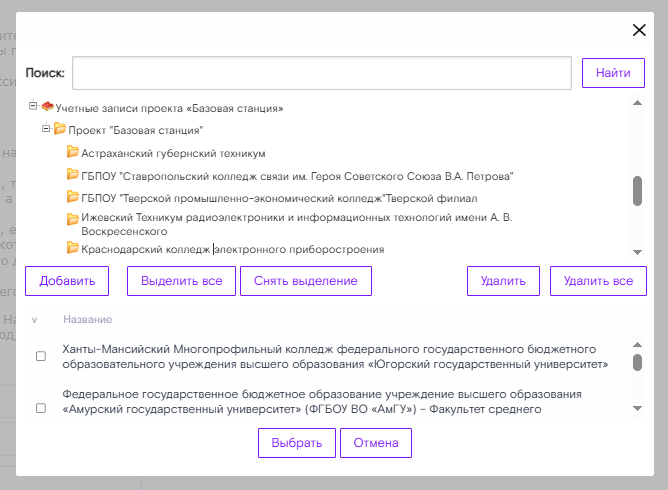 Поиск:
Найти
Учетные записи проекта «Базовая станция»
Проект "Базовая станция"
Астраханский губернский техникум
ГБПОУ "Ставропольский колледж связи им. Героя Советского Союза В.А. Петрова"
ГБПОУ "Тверской промышленно-экономический колледж"Тверской филиал
Ижевский Техникум радиоэлектроники и информационных технологий имени А. В.
Воскресенского
Краснодарский колледж электронного приборостроения
Добавить
Выделить все
Снять выделение
Удалить
Удалить все
v
Название
Ханты-Мансийский Многопрофильный колледж федерального государственного бюджетного
образовательного учреждения высшего образования «Югорский государственный университет»
Федеральное государственное бюджетное образование учреждение высшего образования
«Амурский государственный университет» (ФГБОУ ВО «АмГУ») – Факультет среднего
Выбрать
Отмена